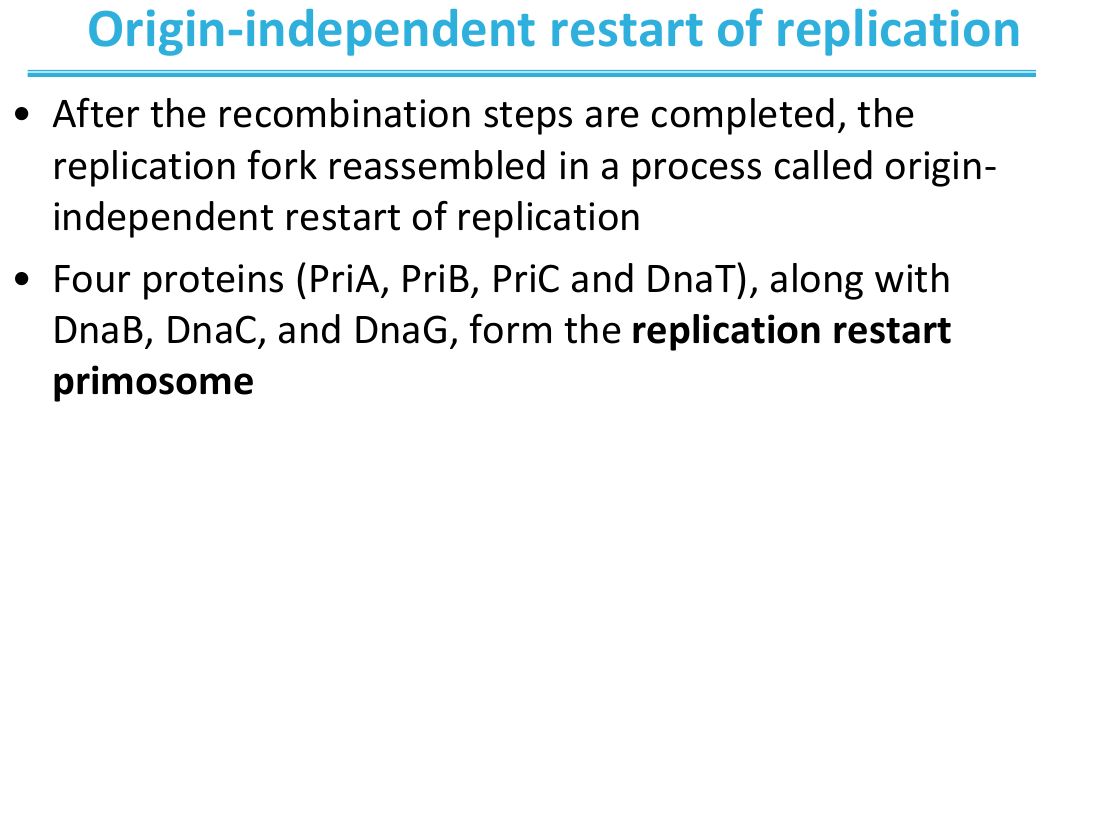 Origin-independent restart of replication
• After the recombination steps are completed, the
replication fork reassembled in a process called origin-
independent restart of replication
• Four proteins (PriA, PriB, PriC and DnaT), along with
DnaB, DnaC, and DnaG, form the replication restart
primosome